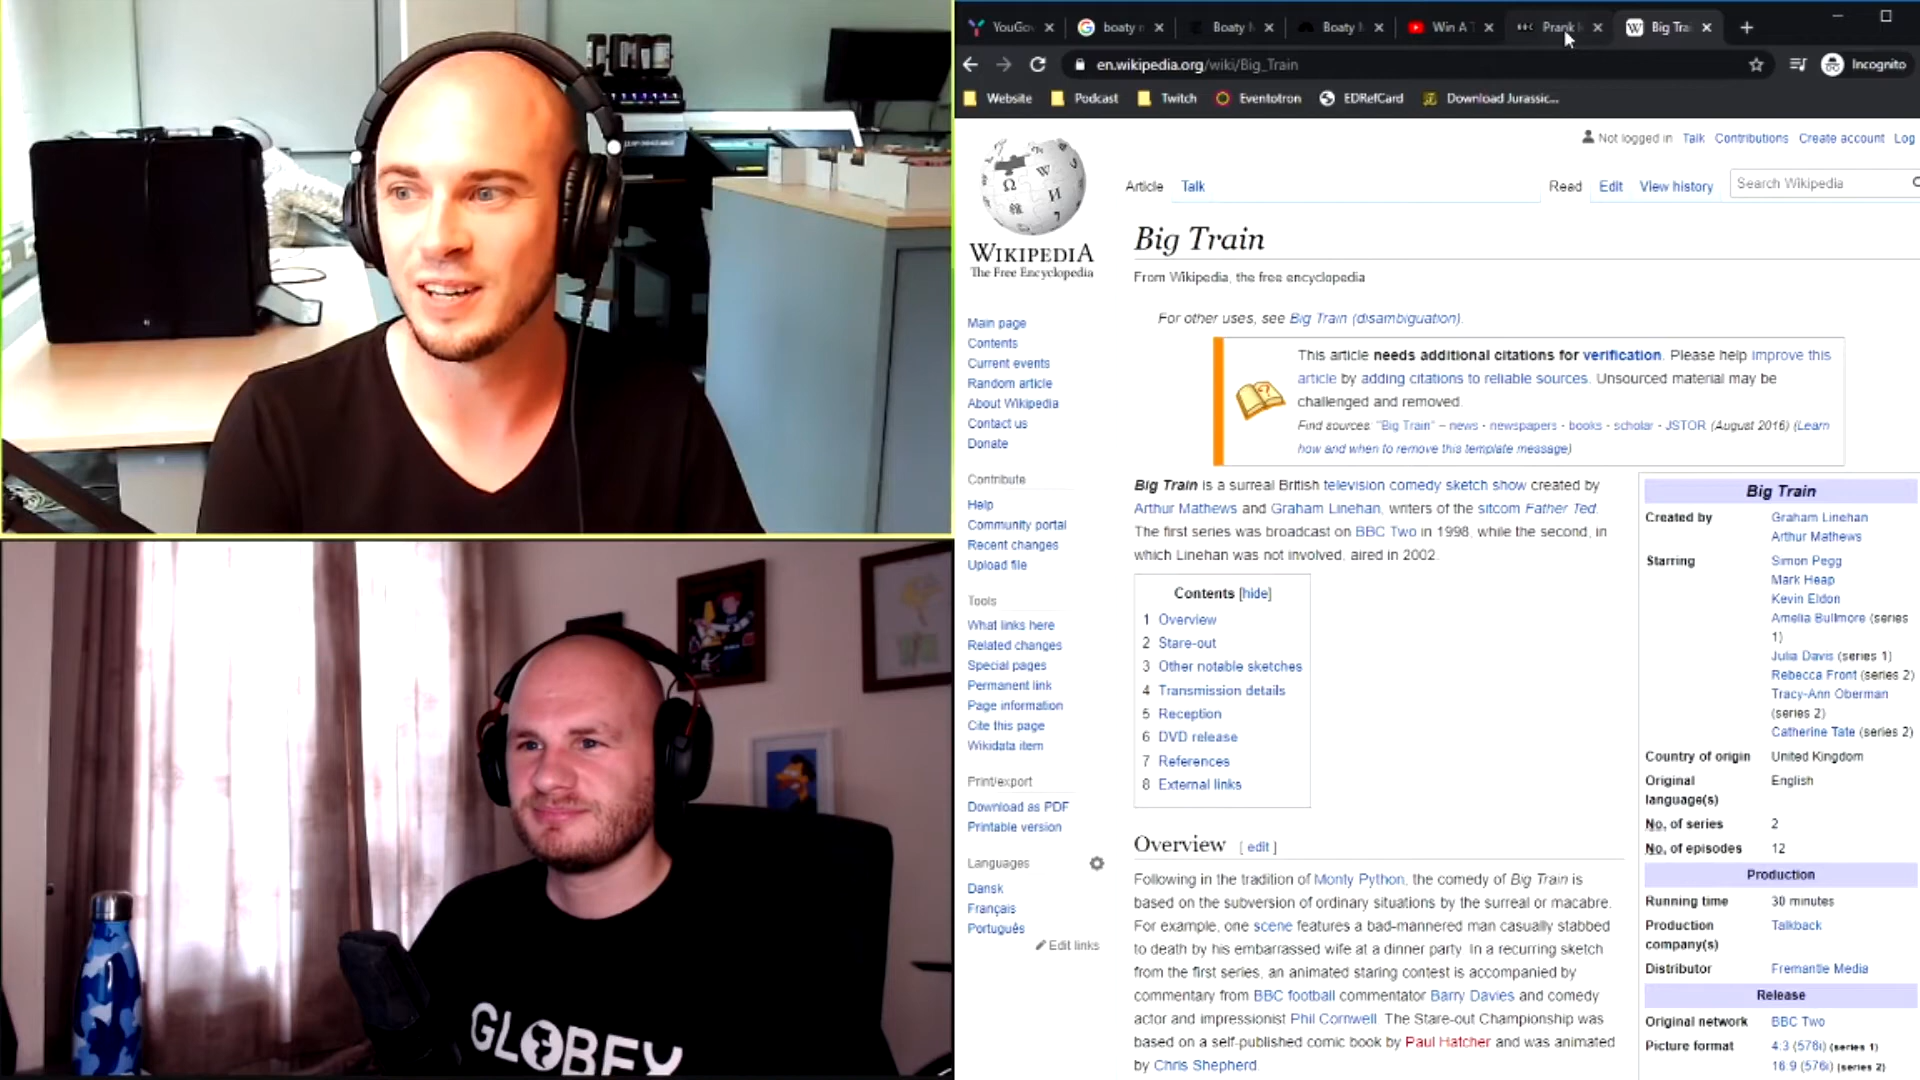 YouGo
boaty
Boaty
Boaty
Win A T
BBC
Prank
Big Trai
en.wikipedia.org/wiki/Big_Train
Incognito
Website
Podcast
Twitch
Eventotron
EDRefCard
Download Jurassic...
Not logged in
Talk
Contributions
Create account
Log
Article
Talk
Read
Edit
View history
Search Wikipedia
WIKIPEDIA
The Free Encyclopedia
Main page
Contents
Current events
Random article
About Wikipedia
Contact us
Donate
Contribute
Help
Community portal
Recent changes
Upload file
Tools
What links here
Related changes
Special pages
Permanent link
Page information
Cite this page
Wikidata item
Print/export
Download as PDF
Printable version
Languages
Dansk
Français
Português
Edit links
Big Train
From Wikipedia, the free encyclopedia
For other uses, see Big Train (disambiguation).
This article needs additional citations for verification. Please help improve this
article by adding citations to reliable sources. Unsourced material may be
challenged and removed.
Find sources: "Big Train" – news · newspapers · books · scholar · JSTOR (August 2016) (Learn
how and when to remove this template message)
Big Train is a surreal British television comedy sketch show created by
Arthur Mathews and Graham Linehan, writers of the sitcom Father Ted.
The first series was broadcast on BBC Two in 1998, while the second, in
which Linehan was not involved, aired in 2002.
Contents [hide]
1 Overview
2 Stare-out
3 Other notable sketches
4 Transmission details
5 Reception
6 DVD release
7 References
8 External links
Overview [ edit ]
Following in the tradition of Monty Python, the comedy of Big Train is
based on the subversion of ordinary situations by the surreal or macabre.
For example, one scene features a bad-mannered man casually stabbed
to death by his embarrassed wife at a dinner party. In a recurring sketch
from the first series, an animated staring contest is accompanied by
commentary from BBC football commentator Barry Davies and comedy
actor and impressionist Phil Cornwell. The Stare-out Championship was
based on a self-published comic book by Paul Hatcher and was animated
by Chris Shepherd.
Big Train
Created by Graham Linehan
Arthur Mathews
Starring Simon Pegg
Mark Heap
Kevin Eldon
Amelia Bullmore (series
1)
Julia Davis (series 1)
Rebecca Front (series 2)
Tracy-Ann Oberman
(series 2)
Catherine Tate (series 2)
Country of origin United Kingdom
Original English
language(s)
No. of series 2
No. of episodes 12
Production
Running time 30 minutes
Production Talkback
company(s)
Distributor Fremantle Media
Release
Original network BBC Two
Picture format 4:3 (576i) (series 1)
16:9 (576i) (series 2)
GLOBEY